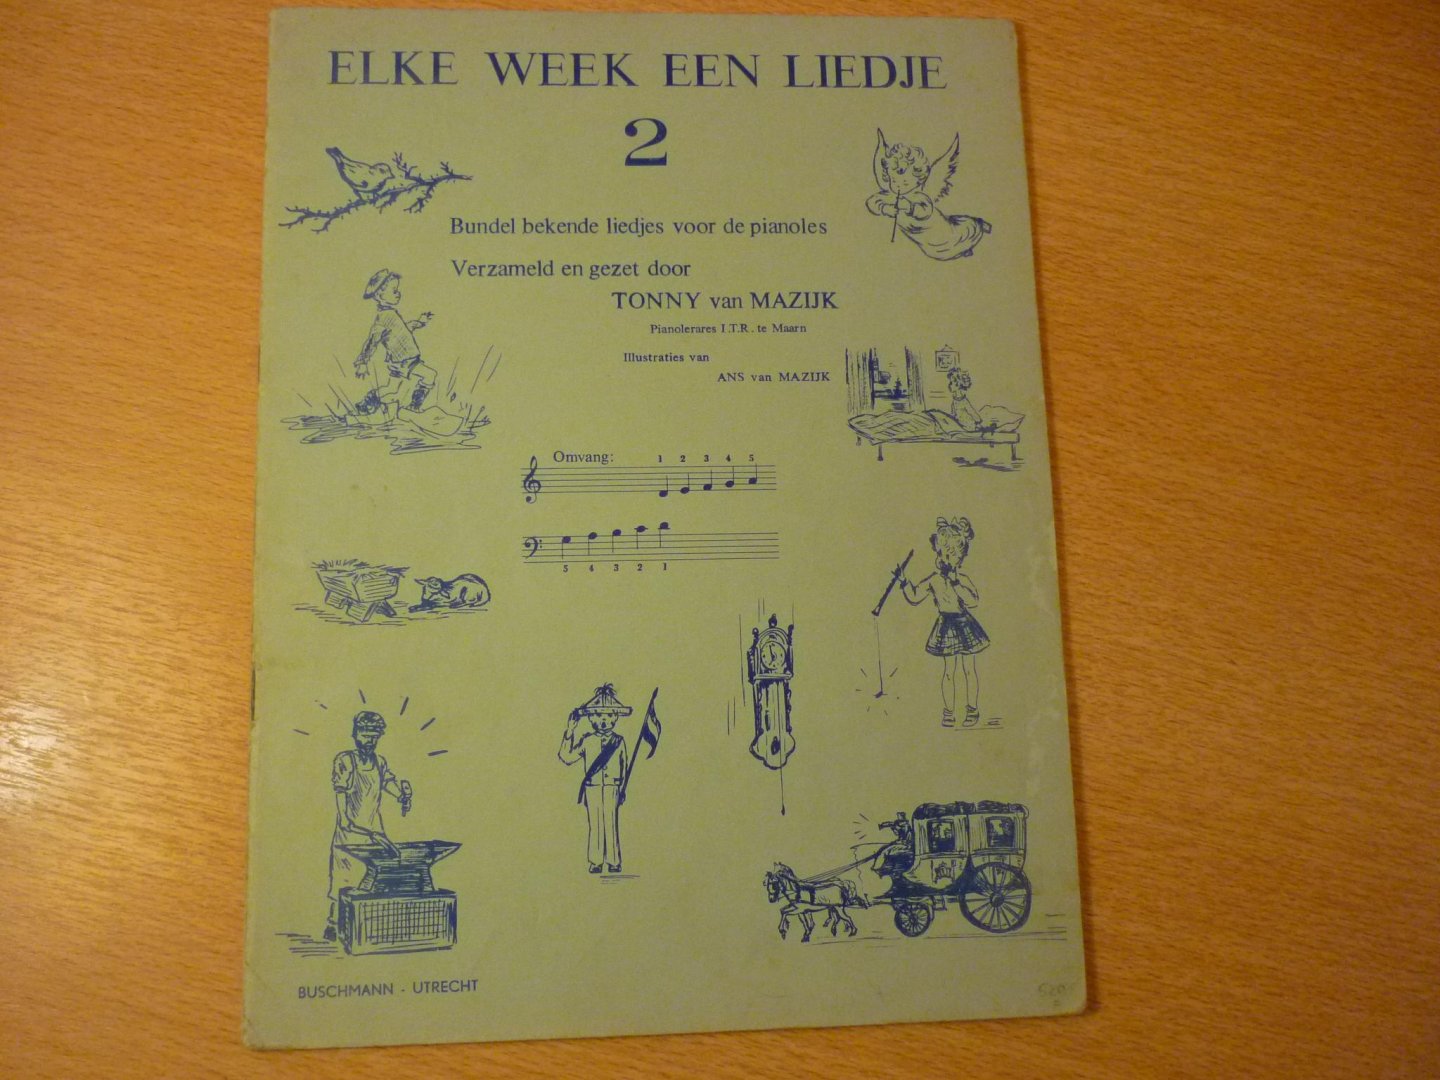 ELKE WEEK EEN LIEDJE
2
Bundel bekende liedjes voor de pianoles
Verzameld en gezet door
TONNY van MAZIJK
Pianolerares I.T.R. te Maarn
Illustraties van
ANS van MAZIJK
Omvang: 1 2 3 4 5
5 4 3 2 1
BUSCHMANN - UTRECHT